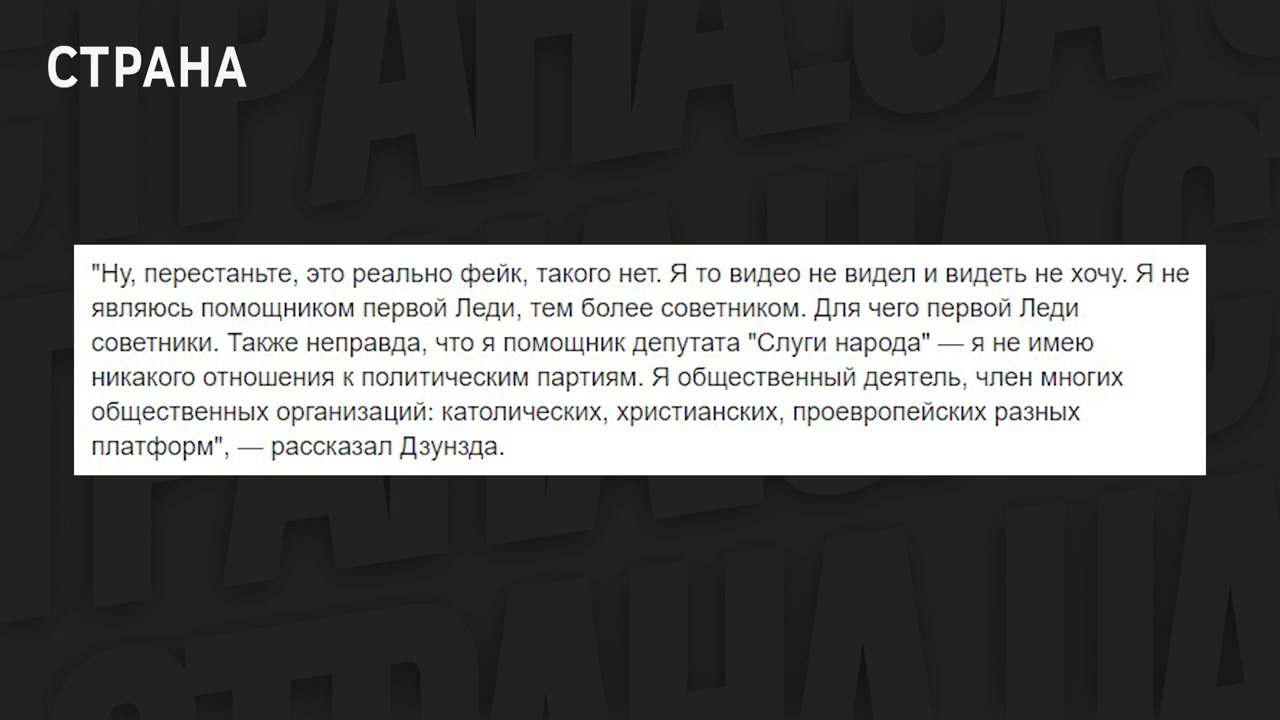 СТРАНА
"Ну, перестаньте, это реально фейк, такого нет. Я то видео не видел и видеть не хочу. Я не
являюсь помощником первой Леди, тем более советником. Для чего первой Леди
советники. Также неправда, что я помощник депутата "Слуги народа" — я не имею
никакого отношения к политическим партиям. Я общественный деятель, член многих
общественных организаций: католических, христианских, проевропейских разных
платформ", — рассказал Дзунзда.